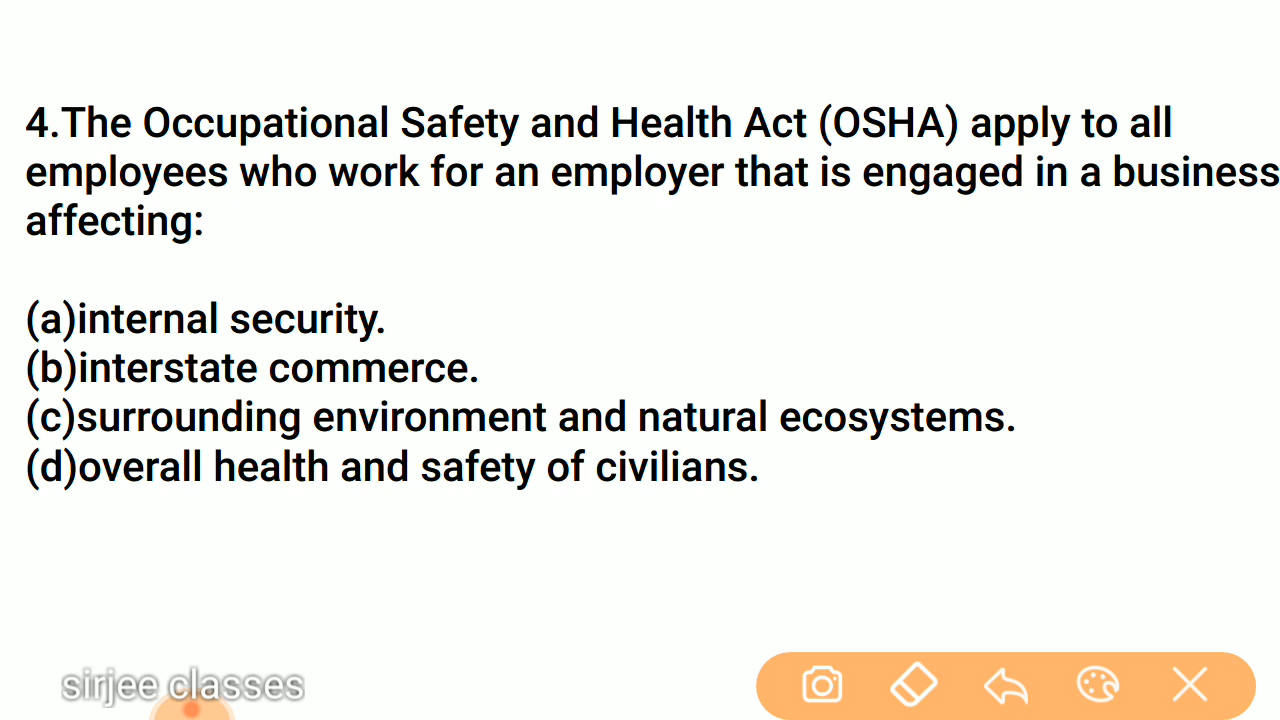 4.The Occupational Safety and Health Act (OSHA) apply to all
employees who work for an employer that is engaged in a business
affecting:
(a)internal security.
(b)interstate commerce.
(c)surrounding environment and natural ecosystems.
(d)overall health and safety of civilians.
sirjee classes